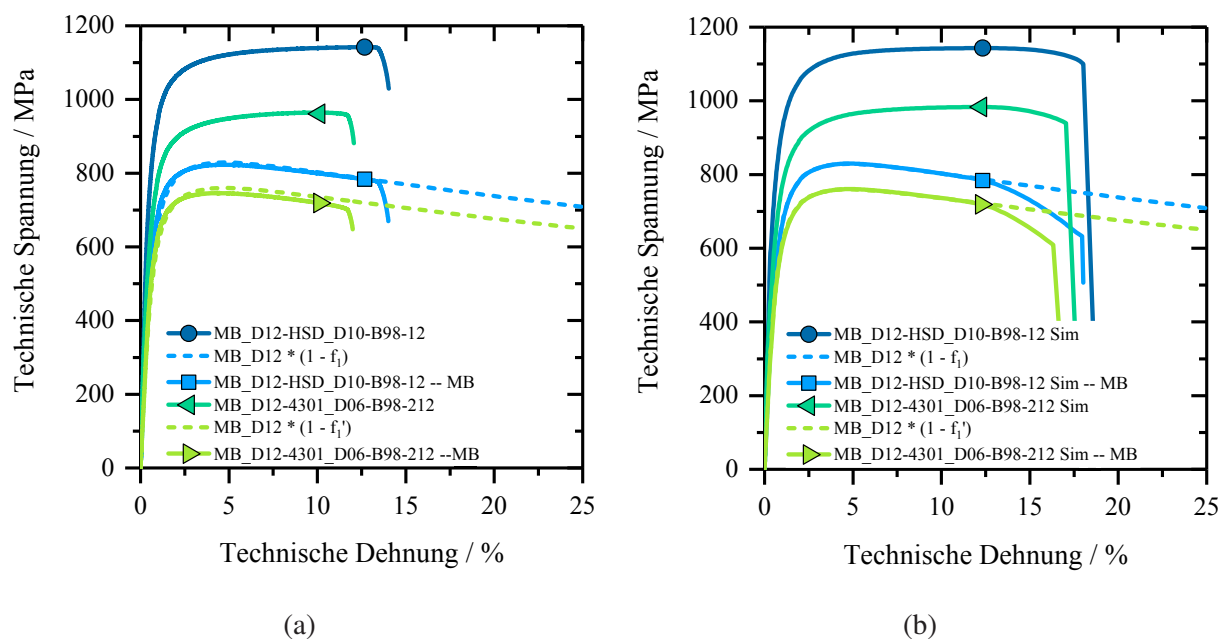 1200
1000
800
600
400
200
0
Technische Spannung / MPa
MB_D12-HSD_D10-B98-12
MB_D12 * (1 - f₁)
MB_D12-HSD_D10-B98-12 -- MB
MB_D12-4301_D06-B98-212
MB_D12 * (1 - f₁')
MB_D12-4301_D06-B98-212 --MB
0 5 10 15 20 25
Technische Dehnung / %
(a)
1200
1000
800
600
400
200
0
Technische Spannung / MPa
MB_D12-HSD_D10-B98-12 Sim
MB_D12 * (1 - f₁)
MB_D12-HSD_D10-B98-12 Sim -- MB
MB_D12-4301_D06-B98-212 Sim
MB_D12 * (1 - f₁')
MB_D12-4301_D06-B98-212 Sim -- MB
0 5 10 15 20 25
Technische Dehnung / %
(b)